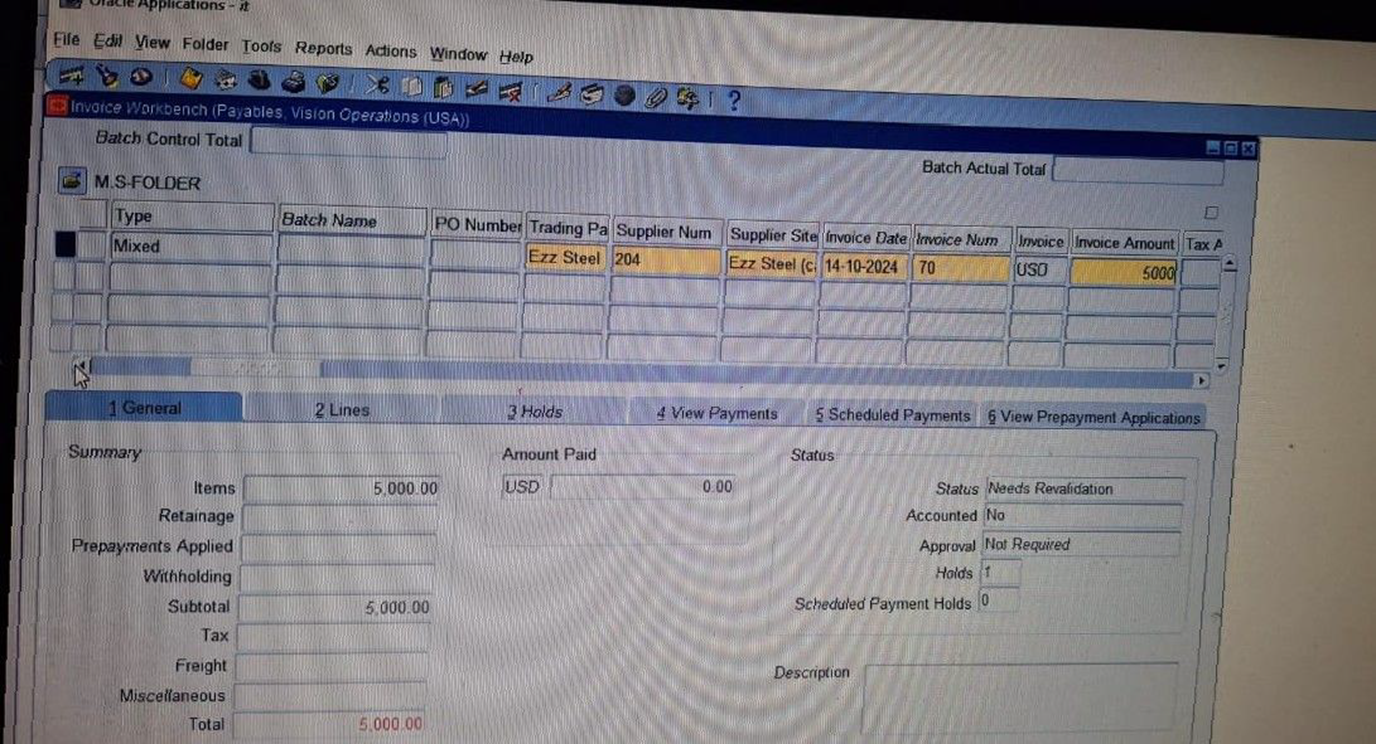 Oracle Applications - it
File Edit View Folder Tools Reports Actions Window Help
Invoice Workbench (Payables, Vision Operations (USA))
Batch Control Total
Batch Actual Total
M.S-FOLDER
Type Batch Name PO Number Trading Pa Supplier Num Supplier Site Invoice Date Invoice Num Invoice Invoice Amount Tax A
Mixed Ezz Steel 204 Ezz Steel (c: 14-10-2024 70 USD 5000
1 General 2 Lines 3 Holds 4 View Payments 5 Scheduled Payments 6 View Prepayment Applications
Summary Amount Paid Status
Items 5,000.00 USD 0.00 Status Needs Revalidation
Retainage Accounted No
Prepayments Applied Approval Not Required
Withholding Holds 1
Subtotal 5,000.00 Scheduled Payment Holds 0
Tax
Freight Description
Miscellaneous
Total 5,000.00